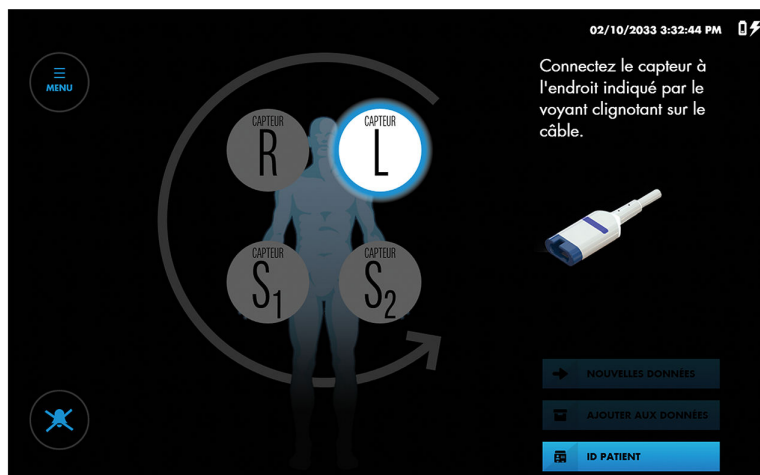 02/10/2033 3:32:44 PM
MENU
Connectez le capteur à
l'endroit indiqué par le
voyant clignotant sur le
câble.
CAPTEUR
R
CAPTEUR
L
CAPTEUR
S1
CAPTEUR
S2
NOUVELLES DONNÉES
AJOUTER AUX DONNÉES
ID PATIENT